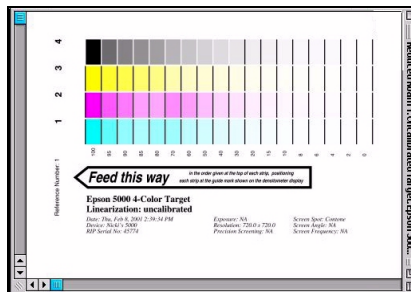 4
3
2
1
100
95
90
85
80
70
60
50
40
30
20
10
8
6
4
2
0
Reference Number: 1
Feed this way
in the order given at the top of each strip, positioning
each strip at the guide mark shown on the densitometer display
Epson 5000 4-Color Target
Linearization: uncalibrated
Date: Thu, Feb 8, 2001 2:39:34 PM
Device: Nicki's 5000
RIP Serial No: 45774
Exposure: NA
Resolution: 720.0 x 720.0
Precision Screening: NA
Screen Spot: Contone
Screen Angle: NA
Screen Frequency: NA